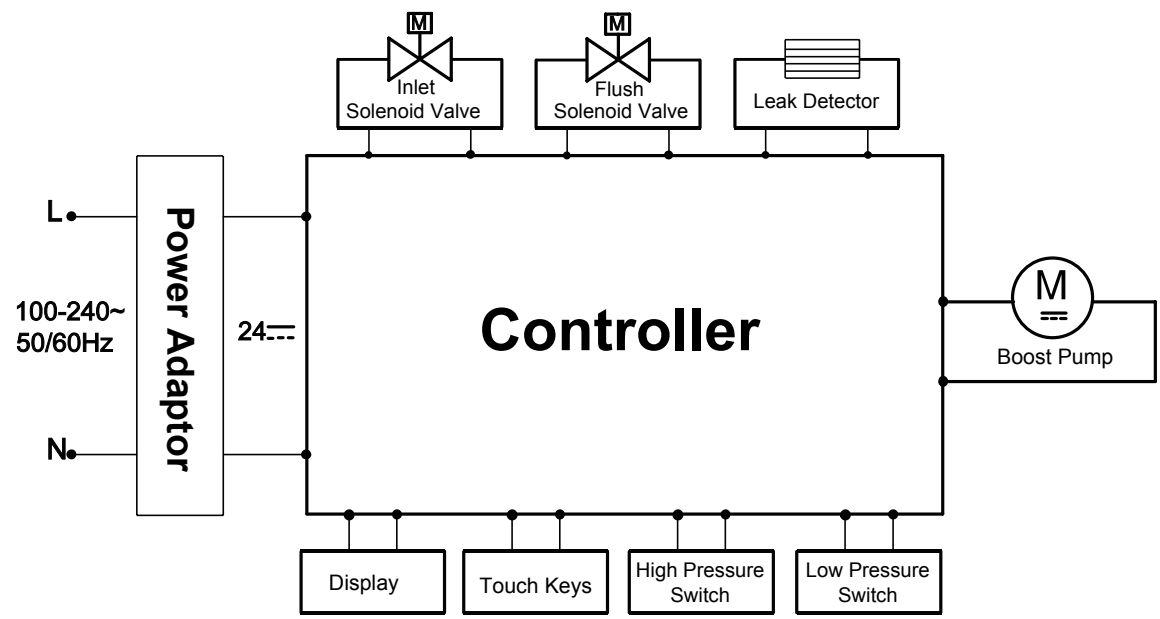 M
M
Inlet
Solenoid Valve
Flush
Solenoid Valve
Leak Detector
L
Power Adaptor
100-240~
50/60Hz
24⎓
N
Controller
M
Boost Pump
Display
Touch Keys
High Pressure
Switch
Low Pressure
Switch